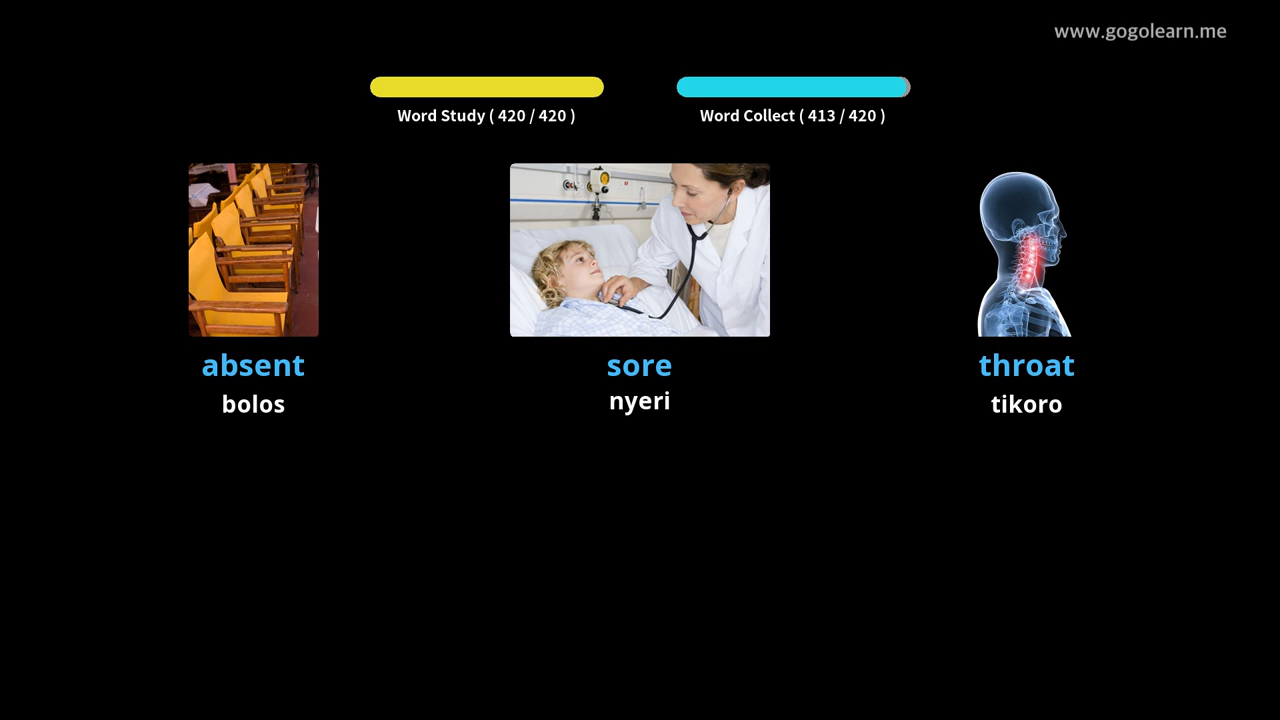 www.gogolearn.me
Word Study ( 420 / 420 )
Word Collect ( 413 / 420 )
absent
bolos
sore
nyeri
throat
tikoro